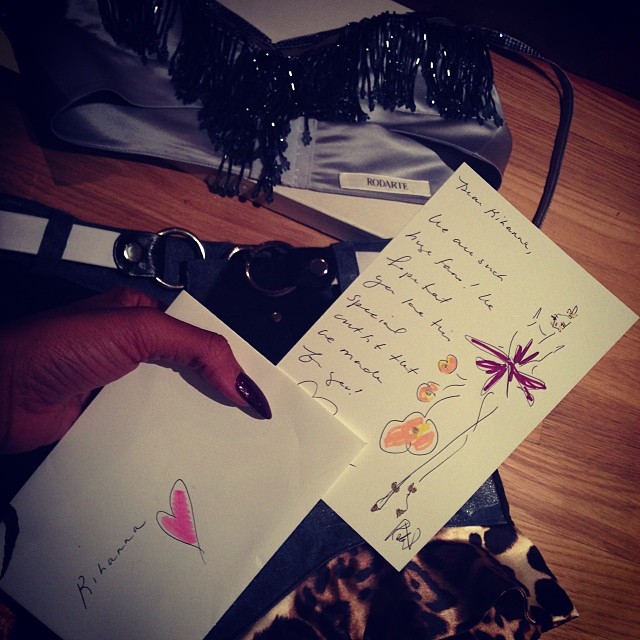 RODARTE
Dear Rihanna,
We are such
huge fans! We
hope that
you love this
special
outfit that
we made
for you!
Rihanna